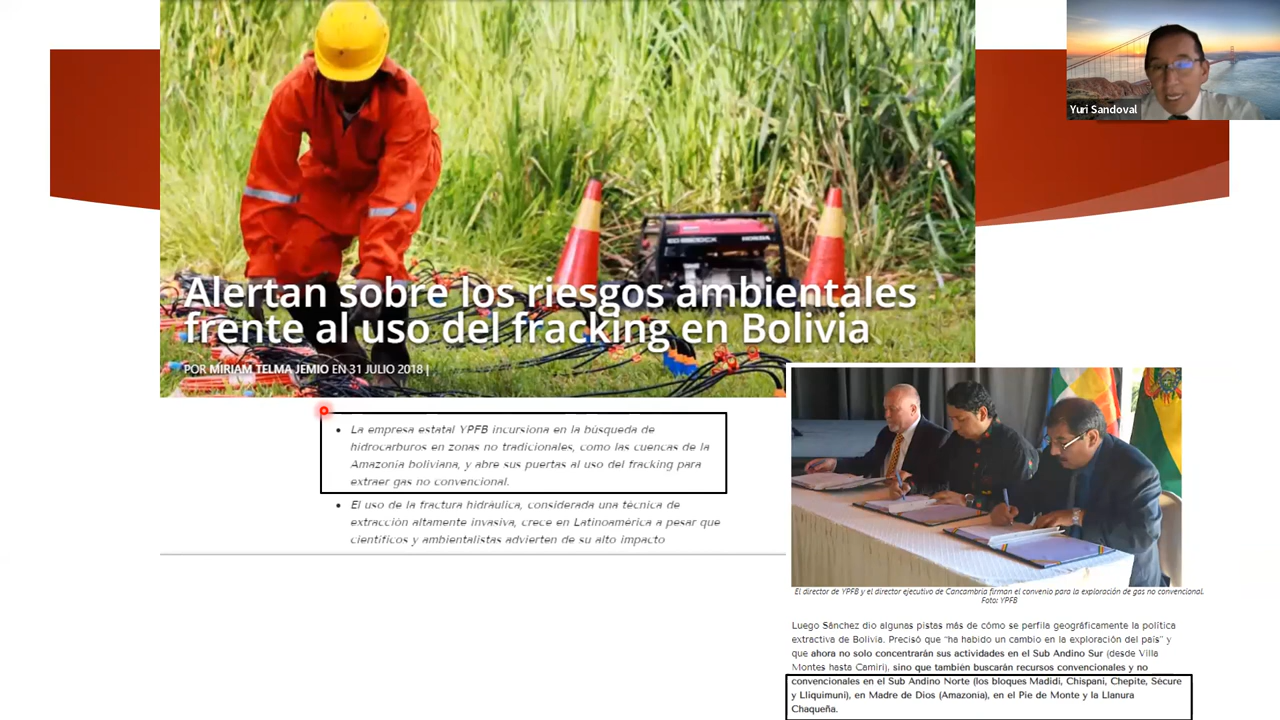 Yuri Sandoval
HONDA
Alertan sobre los riesgos ambientales
frente al uso del fracking en Bolivia
POR MIRIAM TELMA JEMIO EN 31 JULIO 2018 |
• La empresa estatal YPFB incursiona en la búsqueda de
hidrocarburos en zonas no tradicionales, como las cuencas de la
Amazonía boliviana, y abre sus puertas al uso del fracking para
extraer gas no convencional.
• El uso de la fractura hidráulica, considerada una técnica de
extracción altamente invasiva, crece en Latinoamérica a pesar que
científicos y ambientalistas advierten de su alto impacto
El director de YPFB y el director ejecutivo de Cancambria firman el convenio para la exploración de gas no convencional.
Foto: YPFB
Luego Sánchez dio algunas pistas más de cómo se perfila geográficamente la política
extractiva de Bolivia. Precisó que “ha habido un cambio en la exploración del país” y
que ahora no solo concentrarán sus actividades en el Sub Andino Sur (desde Villa
Montes hasta Camiri), sino que también buscarán recursos convencionales y no
convencionales en el Sub Andino Norte (los bloques Madidi, Chispani, Chepite, Sécure
y Lliquimuni), en Madre de Dios (Amazonía), en el Pie de Monte y la Llanura
Chaqueña.